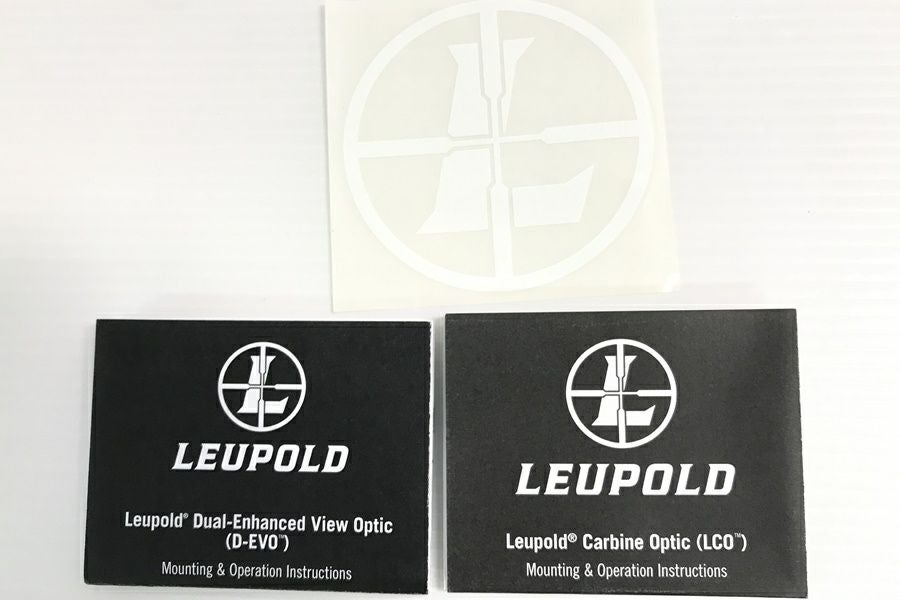 LEUPOLD
Leupold® Dual-Enhanced View Optic
(D-EVO™)
Mounting & Operation Instructions
LEUPOLD
Leupold® Carbine Optic (LCO™)
Mounting & Operation Instructions